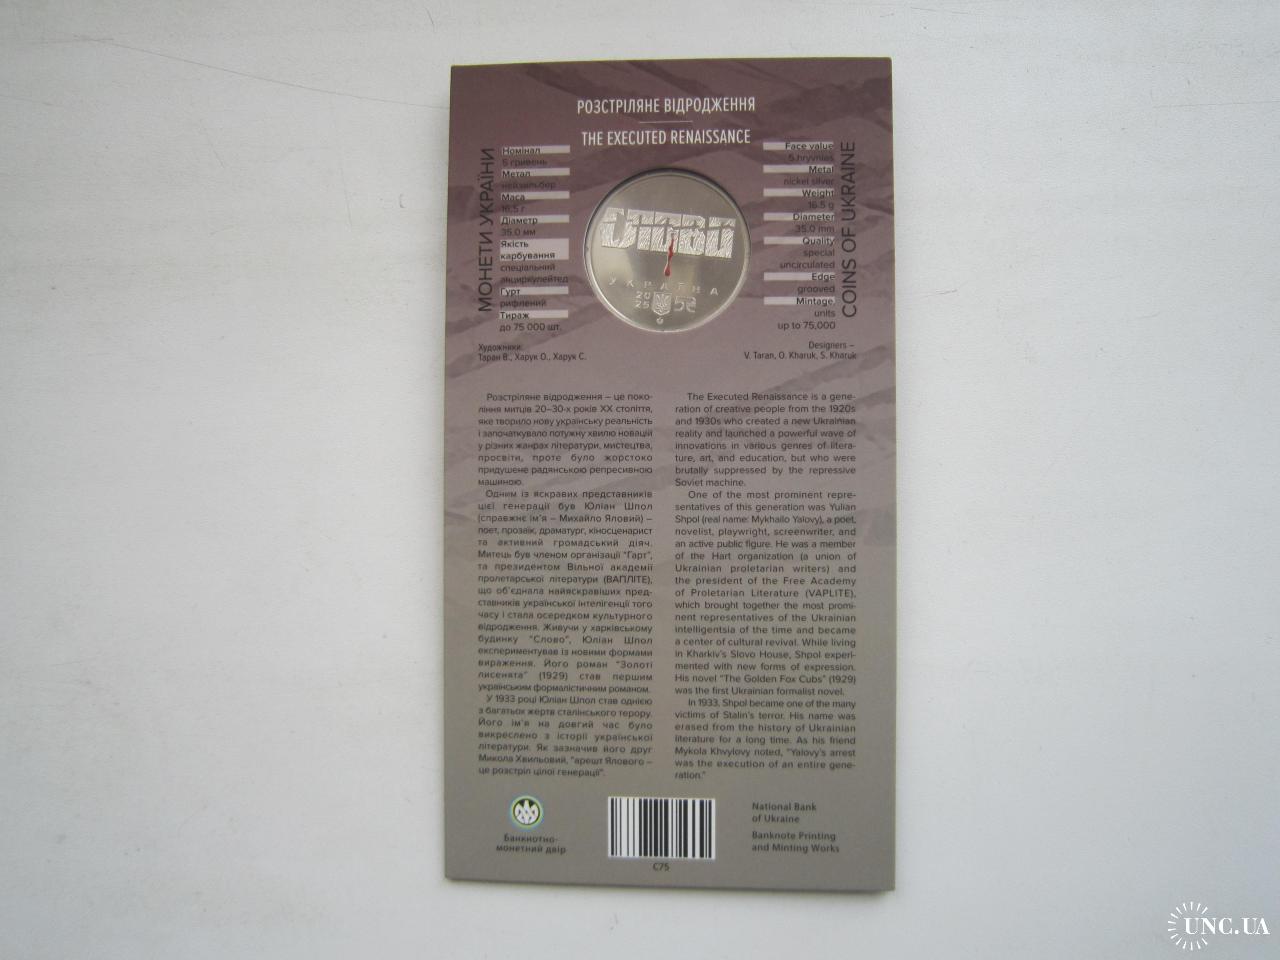 РОЗСТРІЛЯНЕ ВІДРОДЖЕННЯ
THE EXECUTED RENAISSANCE
МОНЕТИ УКРАЇНИ
Номінал
5 гривень
Метал
нейзильбер
Маса
16.5 г
Діаметр
35.0 мм
Якість
карбування
спеціальний
анциркулейтед
Гурт
рифлений
Тираж
до 75 000 шт.
Художники:
Таран В., Харук О., Харук С.
УКРАЇНА
20
25
5
Face value
5 hryvnias
Metal
nickel silver
Weight
16.5 g
Diameter
35.0 mm
Quality
special
uncirculated
Edge
grooved
Mintage,
units
up to 75,000
COINS OF UKRAINE
Designers –
V. Taran, O. Kharuk, S. Kharuk
Розстріляне відродження – це поко-
ління митців 20–30-х років ХХ століття,
яке творило нову українську реальність
і започаткувало потужну хвилю новацій
у різних жанрах літератури, мистецтва,
просвіти, проте було жорстоко
придушене радянською репресивною
машиною.
Одним із яскравих представників
цієї генерації був Юліан Шпол
(справжнє ім'я – Михайло Яловий) –
поет, прозаїк, драматург, кіносценарист
та активний громадський діяч.
Митець був членом організації "Гарт",
та президентом Вільної академії
пролетарської літератури (ВАПЛІТЕ),
що об'єднала найяскравіших пред-
ставників української інтелігенції того
часу і стала осередком культурного
відродження. Живучи у харківському
будинку "Слово", Юліан Шпол
експериментував із новими формами
вираження. Його роман "Золоті
лисенята" (1929) став першим
українським формалістичним романом.
У 1933 році Юліан Шпол став однією
з багатьох жертв сталінського терору.
Його ім'я на довгий час було
викреслено з історії української
літератури. Як зазначив його друг
Микола Хвильовий, "арешт Ялового –
це розстріл цілої генерації".
The Executed Renaissance is a gene-
ration of creative people from the 1920s
and 1930s who created a new Ukrainian
reality and launched a powerful wave of
innovations in various genres of litera-
ture, art, and education, but who were
brutally suppressed by the repressive
Soviet machine.
One of the most prominent repre-
sentatives of this generation was Yulian
Shpol (real name: Mykhailo Yalovy), a poet,
novelist, playwright, screenwriter, and
an active public figure. He was a member
of the Hart organization (a union of
Ukrainian proletarian writers) and
the president of the Free Academy
of Proletarian Literature (VAPLITE),
which brought together the most promi-
nent representatives of the Ukrainian
intelligentsia of the time and became
a center of cultural revival. While living
in Kharkiv's Slovo House, Shpol experi-
mented with new forms of expression.
His novel "The Golden Fox Cubs" (1929)
was the first Ukrainian formalist novel.
In 1933, Shpol became one of the many
victims of Stalin's terror. His name was
erased from the history of Ukrainian
literature for a long time. As his friend
Mykola Khvylovy noted, "Yalovy's arrest
was the execution of an entire gene-
ration."
Банкнотно-
монетний двір
C75
National Bank
of Ukraine
Banknote Printing
and Minting Works
UNC.UA